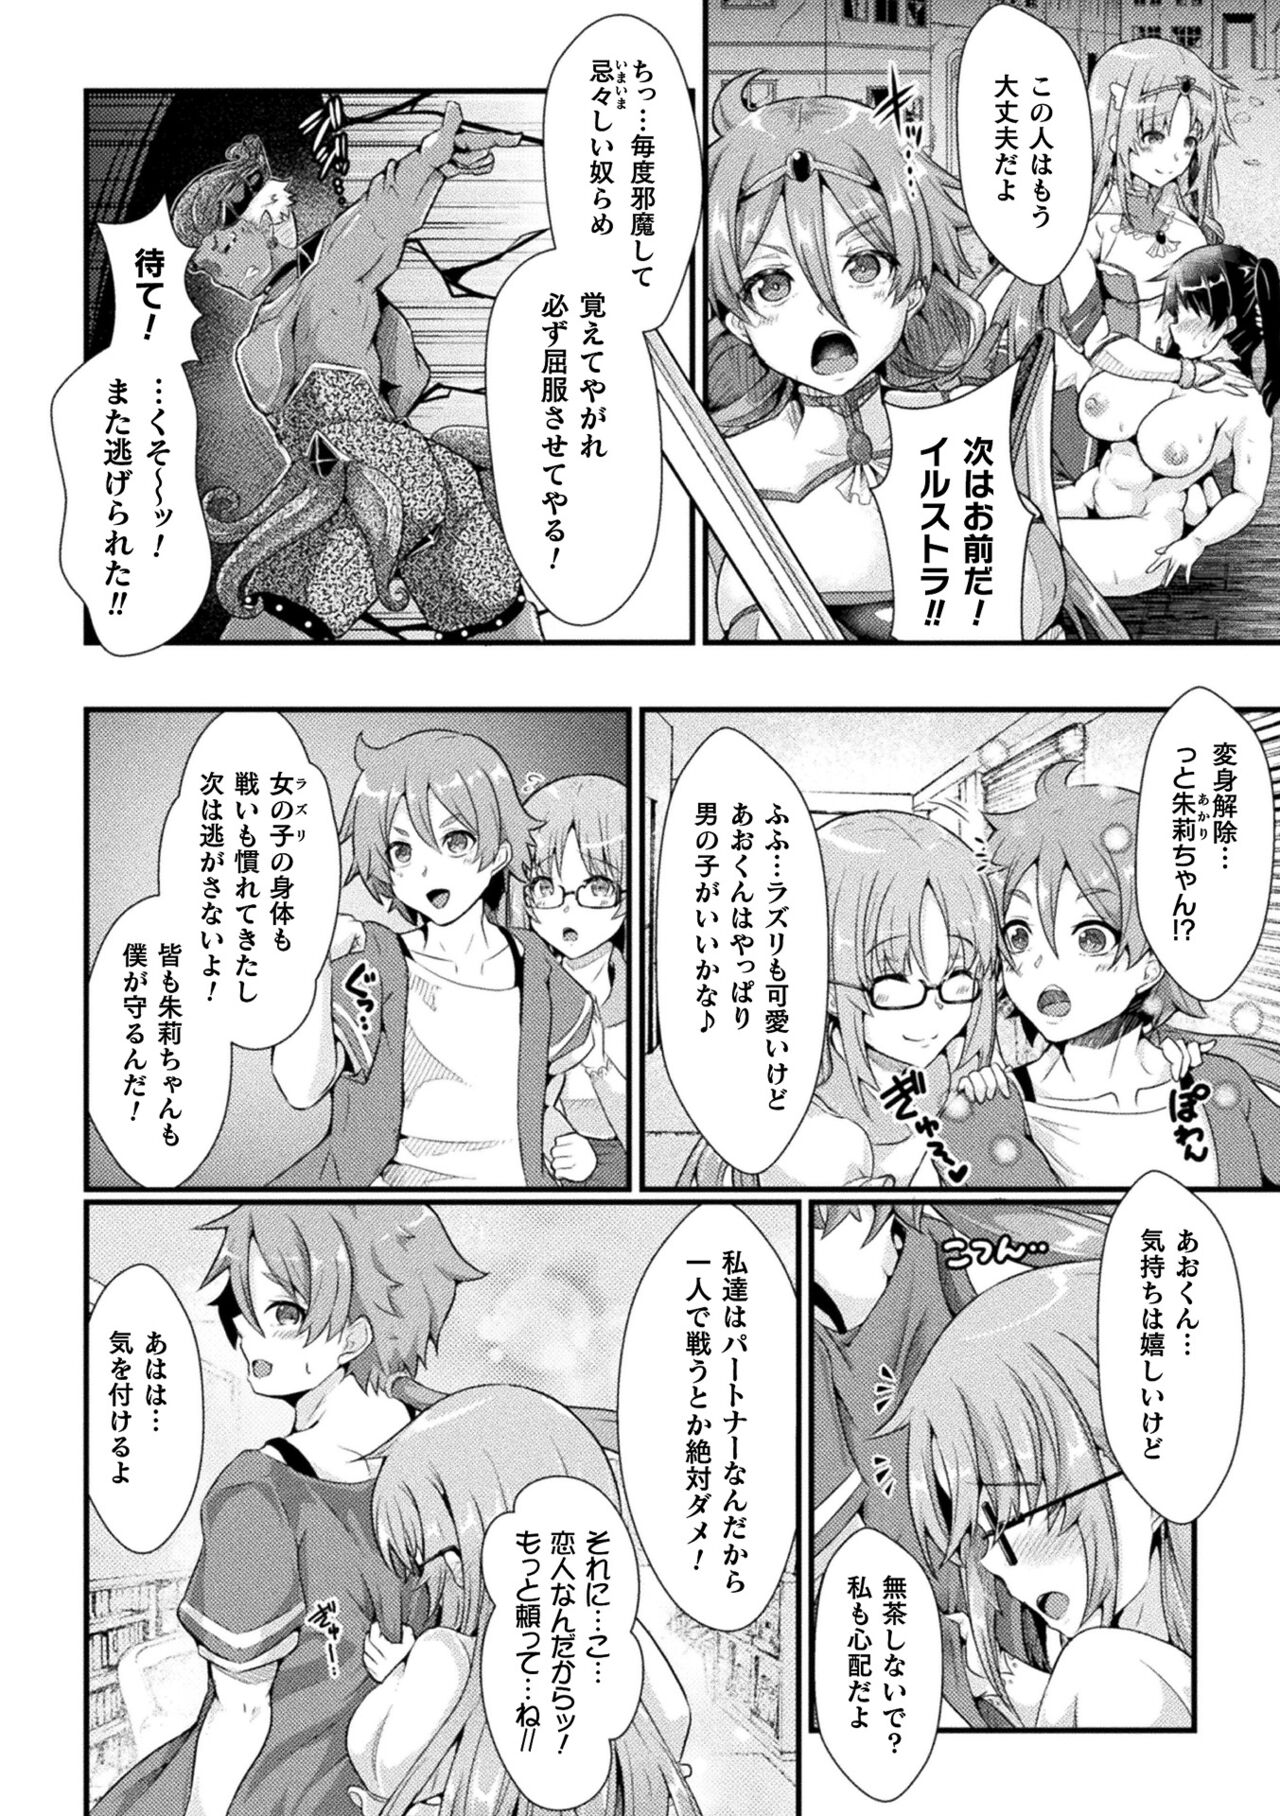 この人はもう
大丈夫だよ
次はお前だ！
イルストラ!!
ちっ…毎度邪魔して
忌々しい奴らめ
いまいま
覚えてやがれ
必ず屈服させてやる！
待て！
…くそ〜ッ！
また逃げられた!!
変身解除…
っと朱莉ちゃん!?
あかり
ぽわん
ふふ…ラズリも可愛いけど
あおくんはやっぱり
男の子がいいかな♪
ぎゅ〜♥
女の子の身体も
ラズリ
戦いも慣れてきたし
次は逃がさないよ！
ぐっ…
皆も朱莉ちゃんも
僕が守るんだ！
あおくん…
気持ちは嬉しいけど
こつん…
無茶しないで？
私も心配だよ
私達はパートナーなんだから
一人で戦うとか絶対ダメ！
それに…こ…
恋人なんだからッ！
もっと頼って…ね
ぎゅー…
あはは…
気を付けるよ